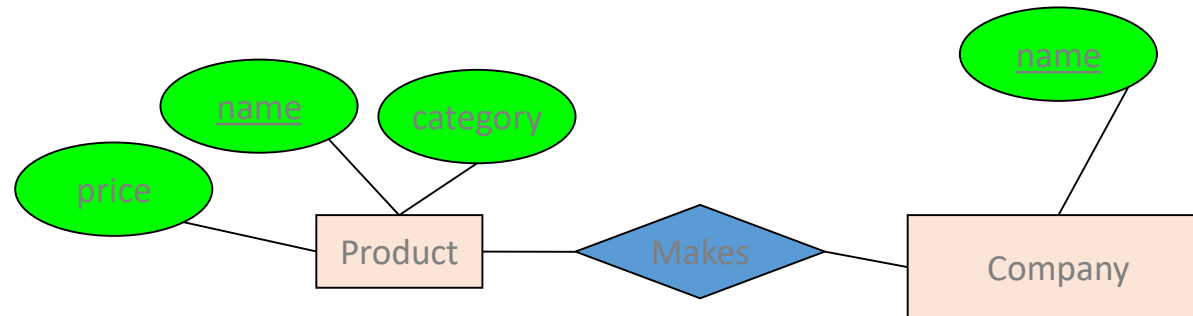 name
name
category
price
Product
Makes
Company